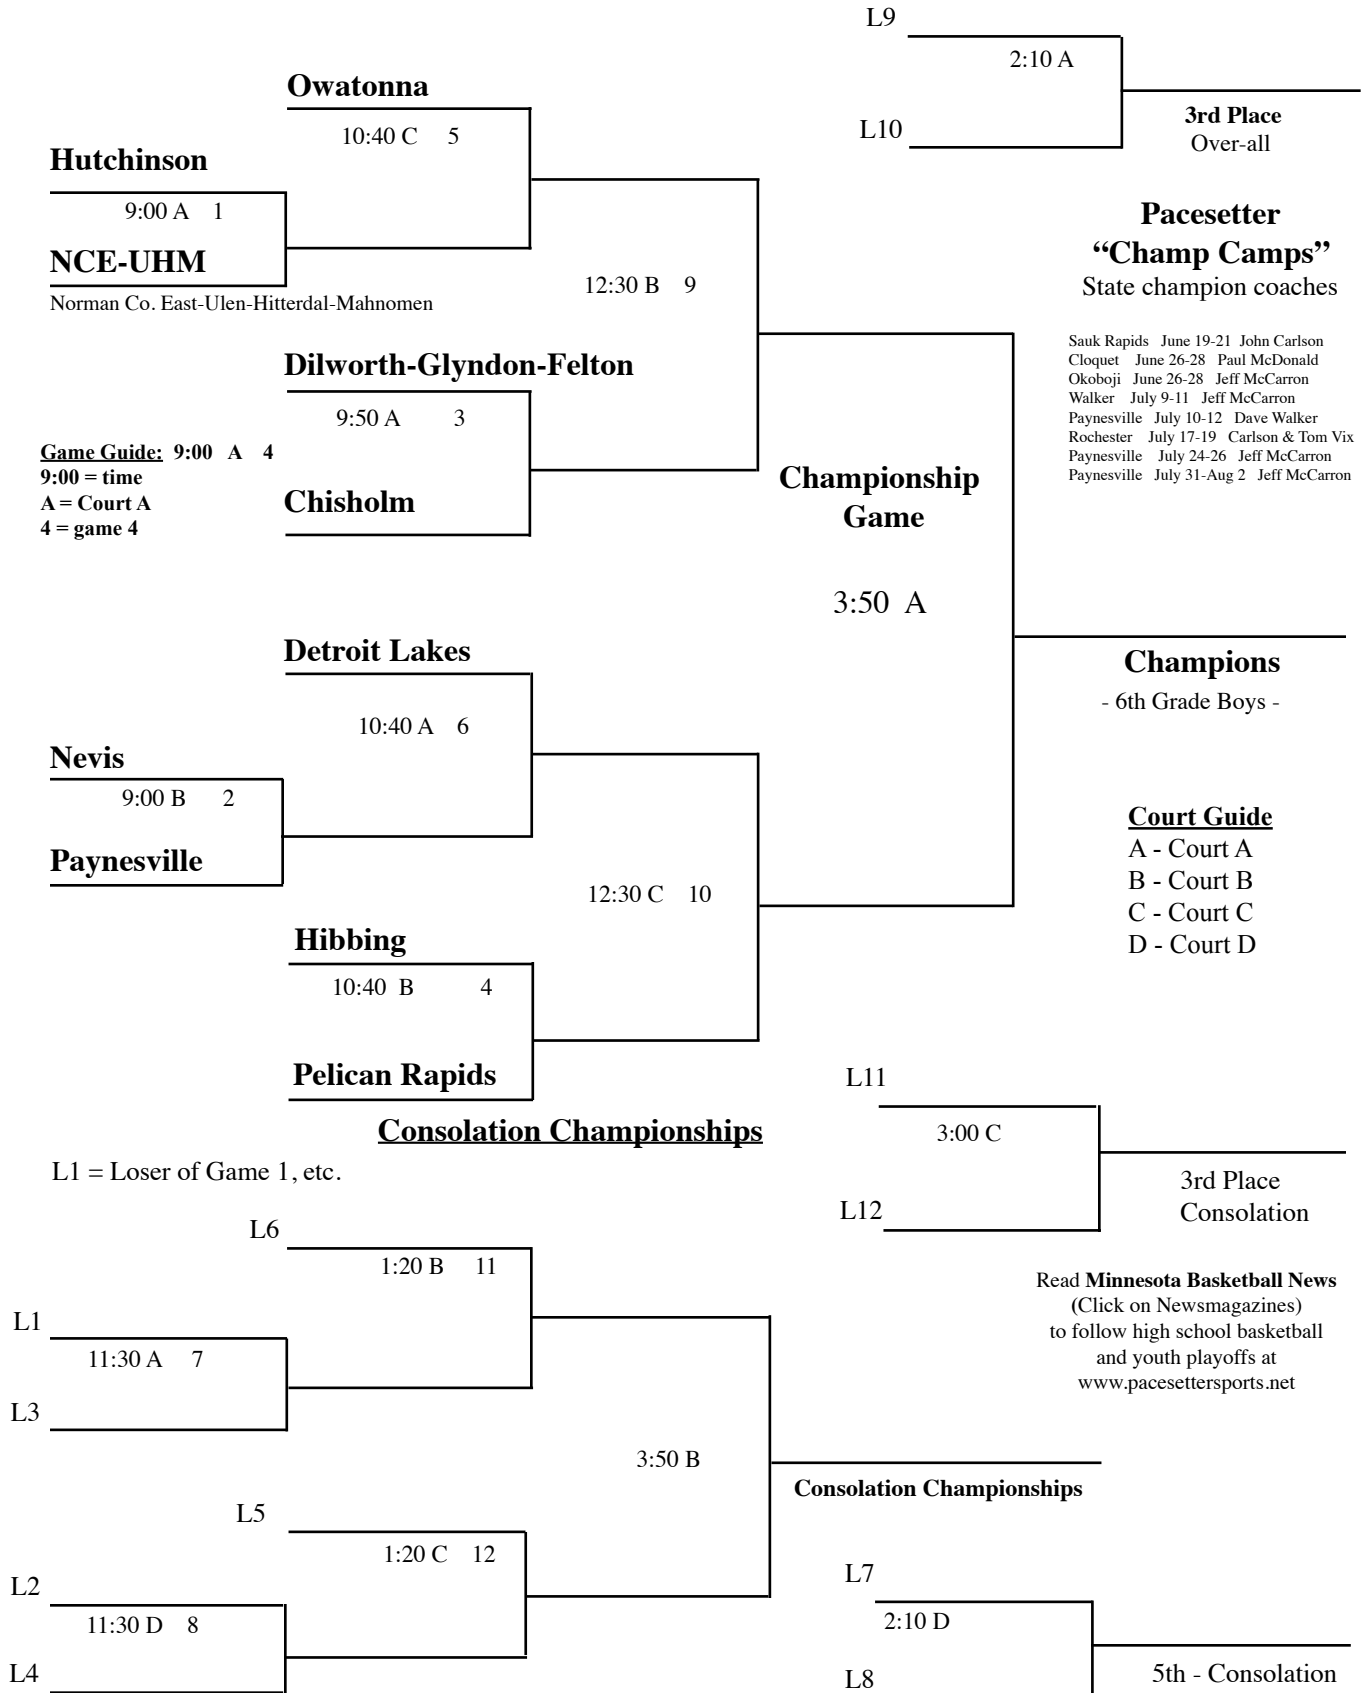 L9
2:10 A
L10
3rd Place
Over-all
Owatonna
10:40 C 5
Hutchinson
9:00 A 1
NCE-UHM
Norman Co. East-Ulen-Hitterdal-Mahnomen
12:30 B 9
Pacesetter
“Champ Camps”
State champion coaches
Sauk Rapids June 19-21 John Carlson
Cloquet June 26-28 Paul McDonald
Okoboji June 26-28 Jeff McCarron
Walker July 9-11 Jeff McCarron
Paynesville July 10-12 Dave Walker
Rochester July 17-19 Carlson & Tom Vix
Paynesville July 24-26 Jeff McCarron
Paynesville July 31-Aug 2 Jeff McCarron
Dilworth-Glyndon-Felton
9:50 A 3
Chisholm
Game Guide: 9:00 A 4
9:00 = time
A = Court A
4 = game 4
Championship
Game
3:50 A
Detroit Lakes
10:40 A 6
Nevis
9:00 B 2
Paynesville
Champions
- 6th Grade Boys -
Court Guide
A - Court A
B - Court B
C - Court C
D - Court D
12:30 C 10
Hibbing
10:40 B 4
Pelican Rapids
L11
3:00 C
L12
3rd Place
Consolation
Consolation Championships
L1 = Loser of Game 1, etc.
L6
1:20 B 11
L1
11:30 A 7
L3
Read Minnesota Basketball News
(Click on Newsmagazines)
to follow high school basketball
and youth playoffs at
www.pacesettersports.net
3:50 B
Consolation Championships
L5
1:20 C 12
L2
11:30 D 8
L4
L7
2:10 D
L8
5th - Consolation